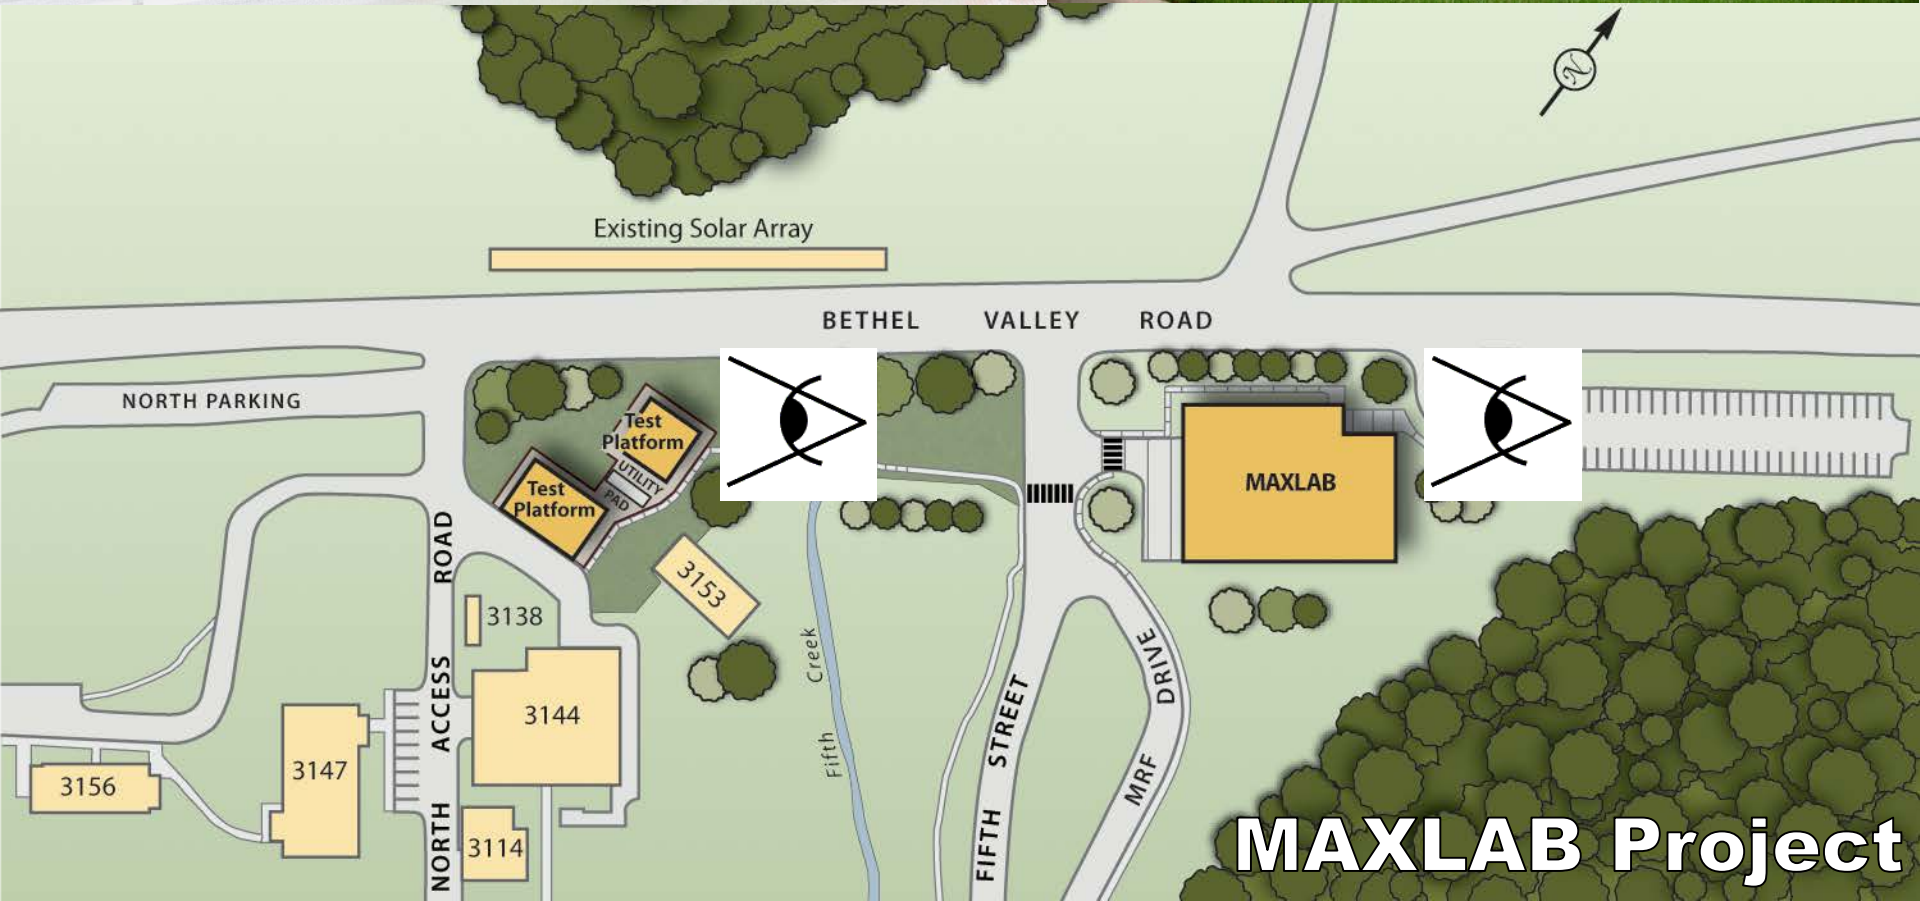 N
Existing Solar Array
BETHEL VALLEY ROAD
NORTH PARKING
Test
Platform
UTILITY
PAD
Test
Platform
MAXLAB
3153
3138
3144
3147
3156
3114
NORTH ACCESS ROAD
Fifth Creek
FIFTH STREET
MRF DRIVE
MAXLAB Project